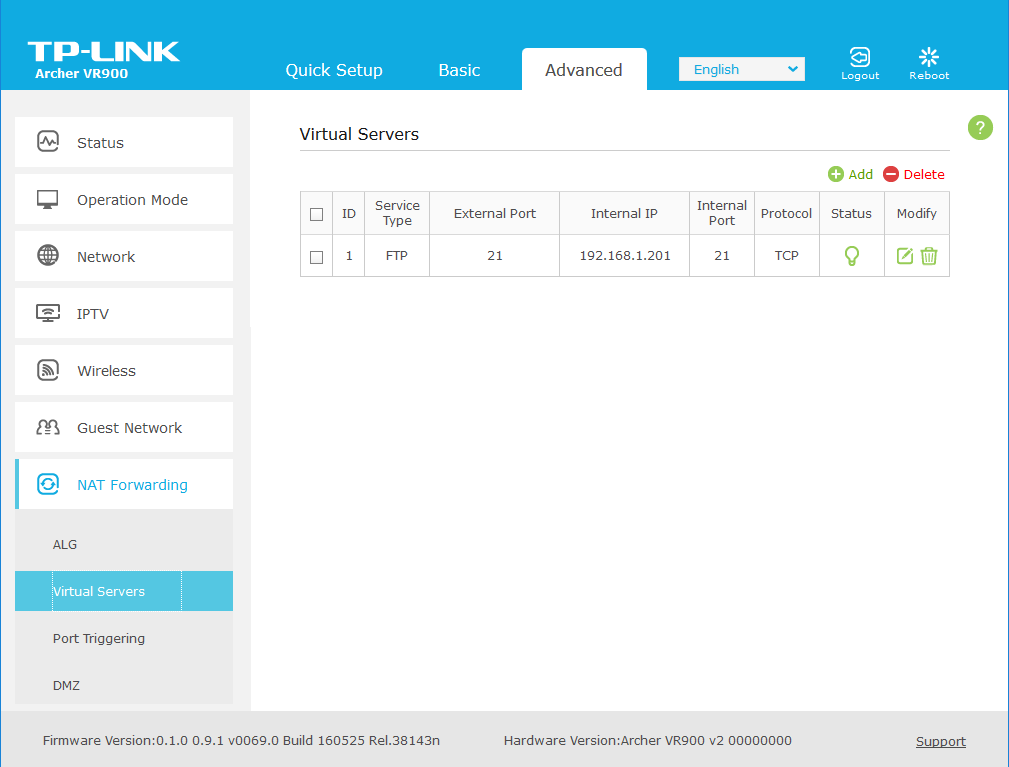 TP-LINK
Archer VR900
Quick Setup
Basic
Advanced
English
Logout
Reboot
Status
Operation Mode
Network
IPTV
Wireless
Guest Network
NAT Forwarding
ALG
Virtual Servers
Port Triggering
DMZ
Virtual Servers
?
Add Delete
ID Service Type External Port Internal IP Internal Port Protocol Status Modify
1 FTP 21 192.168.1.201 21 TCP
Firmware Version:0.1.0 0.9.1 v0069.0 Build 160525 Rel.38143n
Hardware Version:Archer VR900 v2 00000000
Support